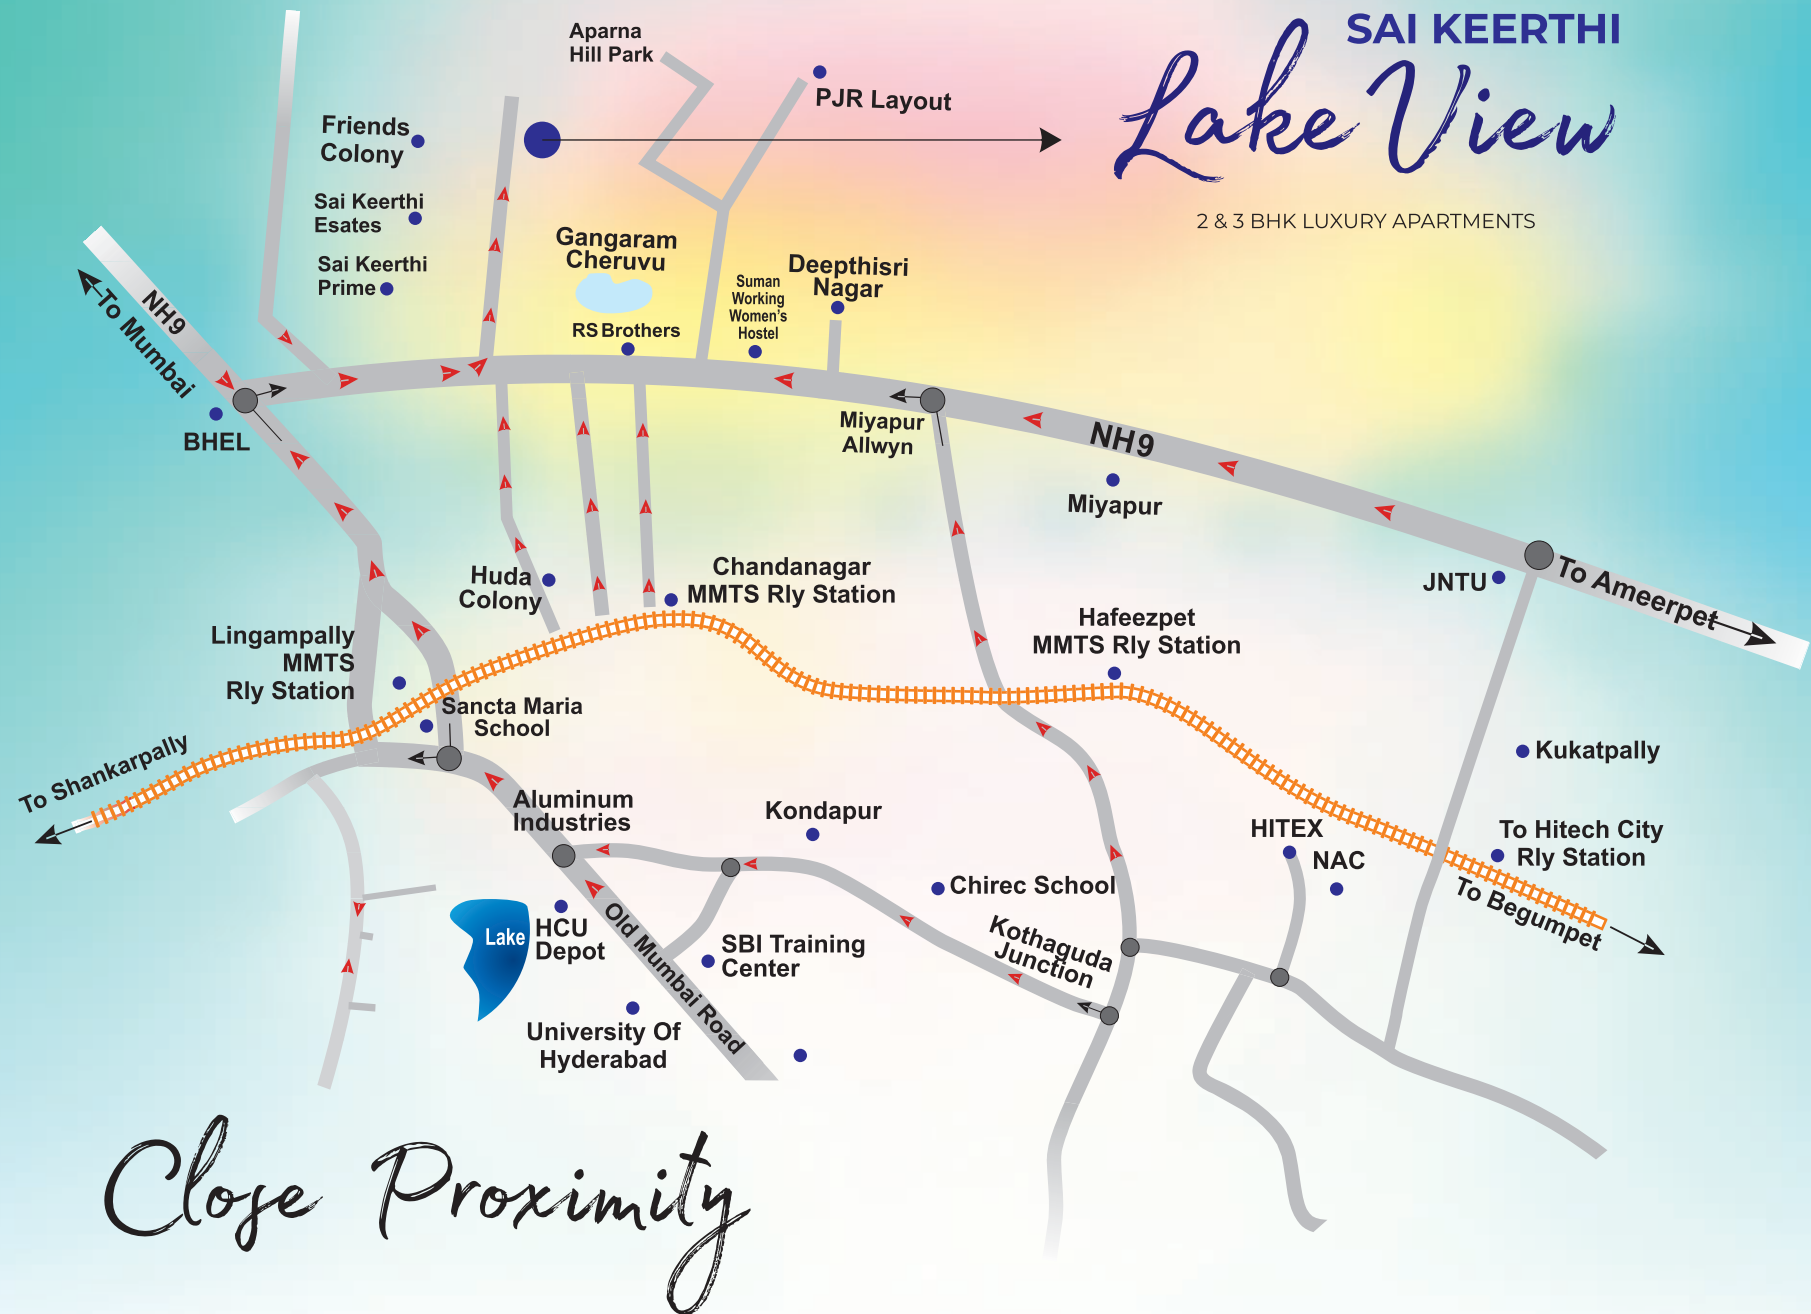 SAI KEERTHI
Lake View
2 & 3 BHK LUXURY APARTMENTS
Aprna
Hill Park
PJR Layout
Friends
Colony
Sai Keerthi
Esates
Sai Keerthi
Prime
Gangaram
Cheruvu
RS Brothers
Suman
Working
Women's
Hostel
Deepthisri
Nagar
NH9
To Mumbai
BHEL
Miyapur
Allwyn
NH9
Miyapur
JNTU
To Ameerpet
Huda
Colony
Chandanagar
MMTS Rly Station
Hafeezpet
MMTS Rly Station
Lingampally
MMTS
Rly Station
Sancta Maria
School
To Shankarpally
Aluminum
Industries
Kondapur
Kukatpally
HITEX
NAC
To Hitech City
Rly Station
To Begumpet
Chirec School
Kothaguda
Junction
Lake
HCU
Depot
Old Mumbai Road
SBI Training
Center
University Of
Hyderabad
Close Proximity